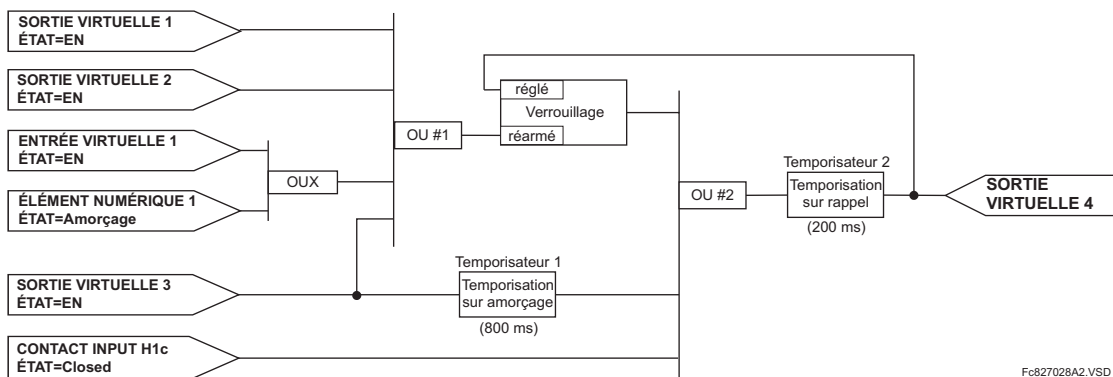 SORTIE VIRTUELLE 1
ÉTAT=EN
SORTIE VIRTUELLE 2
ÉTAT=EN
ENTRÉE VIRTUELLE 1
ÉTAT=EN
ÉLÉMENT NUMÉRIQUE 1
ÉTAT=Amorçage
SORTIE VIRTUELLE 3
ÉTAT=EN
CONTACT INPUT H1c
ÉTAT=Closed
OUX
OU #1
réglé
Verrouillage
réarmé
Temporisateur 1
Temporisation
sur amorçage
(800 ms)
OU #2
Temporisateur 2
Temporisation
sur rappel
(200 ms)
SORTIE
VIRTUELLE 4
Fc827028A2.VSD